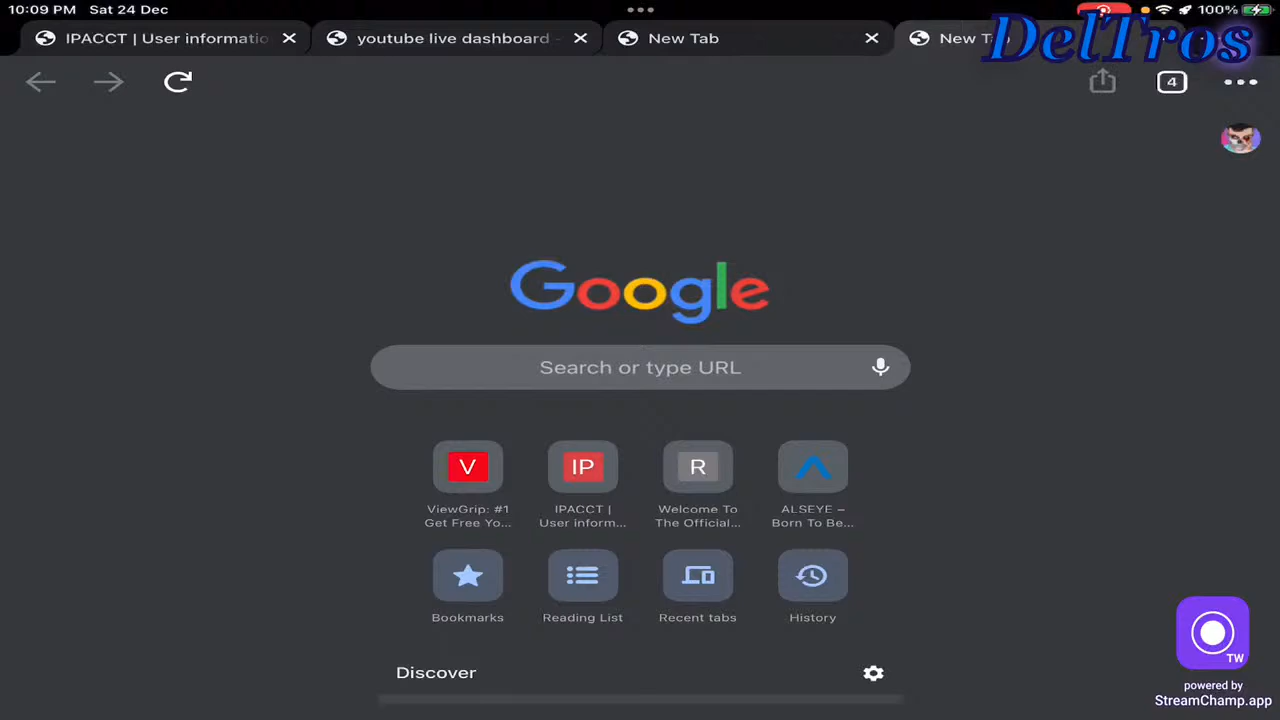 10:09 PM Sat 24 Dec
100%
IPACCT | User informatio
youtube live dashboard -
New Tab
New Tab
DelTros
4
Google
Search or type URL
V
IP
R
ViewGrip: #1
Get Free Yo...
IPACCT |
User inform...
Welcome To
The Official...
ALSEYE –
Born To Be...
Bookmarks
Reading List
Recent tabs
History
Discover
TW
powered by
StreamChamp.app